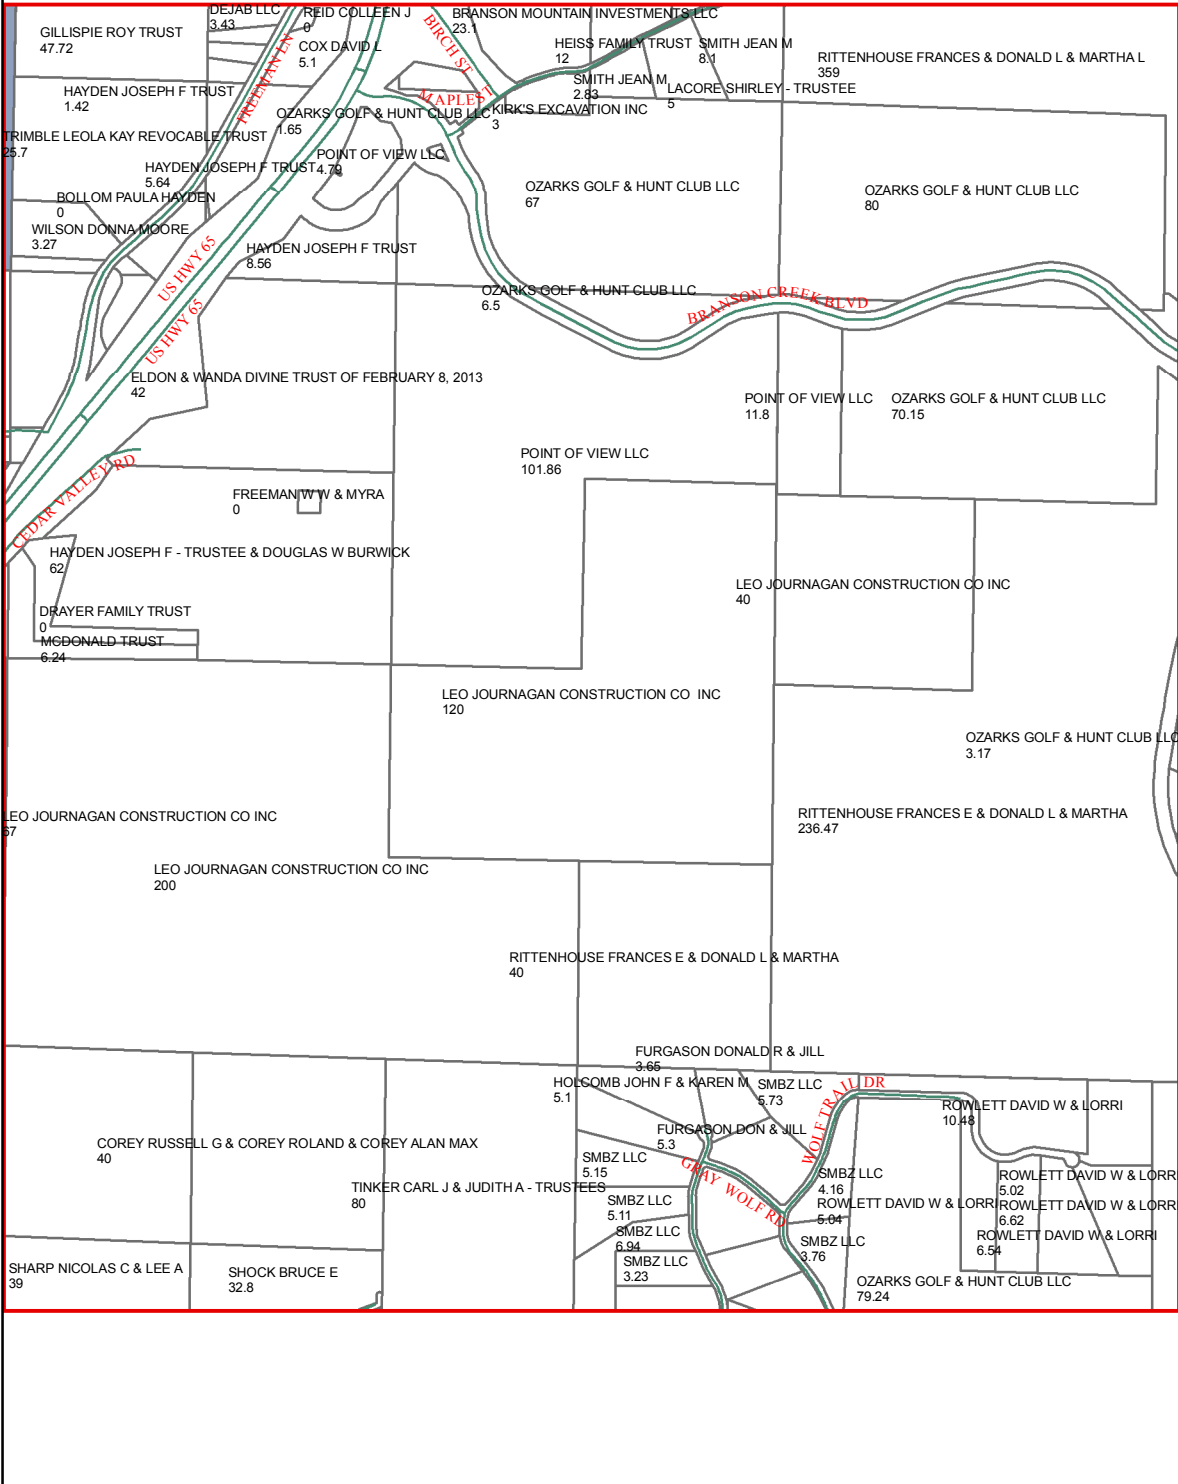 DEJAB LLC
3.43
REID COLLEEN J
0
BRANSON MOUNTAIN INVESTMENTS LLC
23.1
GILLISPIE ROY TRUST
47.72
BIRCH ST
COX DAVID L
5.1
HEISS FAMILY TRUST
12
SMITH JEAN M
8.1
RITTENHOUSE FRANCES & DONALD L & MARTHA L
359
FREEMAN LN
HAYDEN JOSEPH F TRUST
1.42
SMITH JEAN M
2.83
LACORE SHIRLEY - TRUSTEE
5
MAPLE ST
OZARKS GOLF & HUNT CLUB LLC
1.65
KIRK'S EXCAVATION INC
3
TRIMBLE LEOLA KAY REVOCABLE TRUST
25.7
POINT OF VIEW LLC
4.79
HAYDEN JOSEPH F TRUST
5.64
OZARKS GOLF & HUNT CLUB LLC
67
OZARKS GOLF & HUNT CLUB LLC
80
BOLLOM PAULA HAYDEN
0
WILSON DONNA MOORE
3.27
HAYDEN JOSEPH F TRUST
8.56
US HWY 65
US HWY 65
OZARKS GOLF & HUNT CLUB LLC
6.5
BRANSON CREEK BLVD
ELDON & WANDA DIVINE TRUST OF FEBRUARY 8, 2013
42
POINT OF VIEW LLC
11.8
OZARKS GOLF & HUNT CLUB LLC
70.15
POINT OF VIEW LLC
101.86
CEDAR VALLEY RD
FREEMAN W W & MYRA
0
HAYDEN JOSEPH F - TRUSTEE & DOUGLAS W BURWICK
62
LEO JOURNAGAN CONSTRUCTION CO INC
40
DRAYER FAMILY TRUST
0
MCDONALD TRUST
6.24
LEO JOURNAGAN CONSTRUCTION CO  INC
120
OZARKS GOLF & HUNT CLUB LLC
3.17
LEO JOURNAGAN CONSTRUCTION CO INC
67
RITTENHOUSE FRANCES E & DONALD L & MARTHA
236.47
LEO JOURNAGAN CONSTRUCTION CO INC
200
RITTENHOUSE FRANCES E & DONALD L & MARTHA
40
FURGASON DONALD R & JILL
3.65
HOLCOMB JOHN F & KAREN M
5.1
SMBZ LLC
5.73
WOLF TRAIL DR
ROWLETT DAVID W & LORRI
10.48
FURGASON DON & JILL
5.3
COREY RUSSELL G & COREY ROLAND & COREY ALAN MAX
40
SMBZ LLC
5.15
GRAY WOLF RD
SMBZ LLC
4.16
ROWLETT DAVID W & LORRI
5.02
TINKER CARL J & JUDITH A - TRUSTEES
80
SMBZ LLC
5.11
ROWLETT DAVID W & LORRI
5.04
ROWLETT DAVID W & LORRI
6.62
SMBZ LLC
6.94
SMBZ LLC
3.76
ROWLETT DAVID W & LORRI
6.54
SMBZ LLC
3.23
SHARP NICOLAS C & LEE A
39
SHOCK BRUCE E
32.8
OZARKS GOLF & HUNT CLUB LLC
79.24